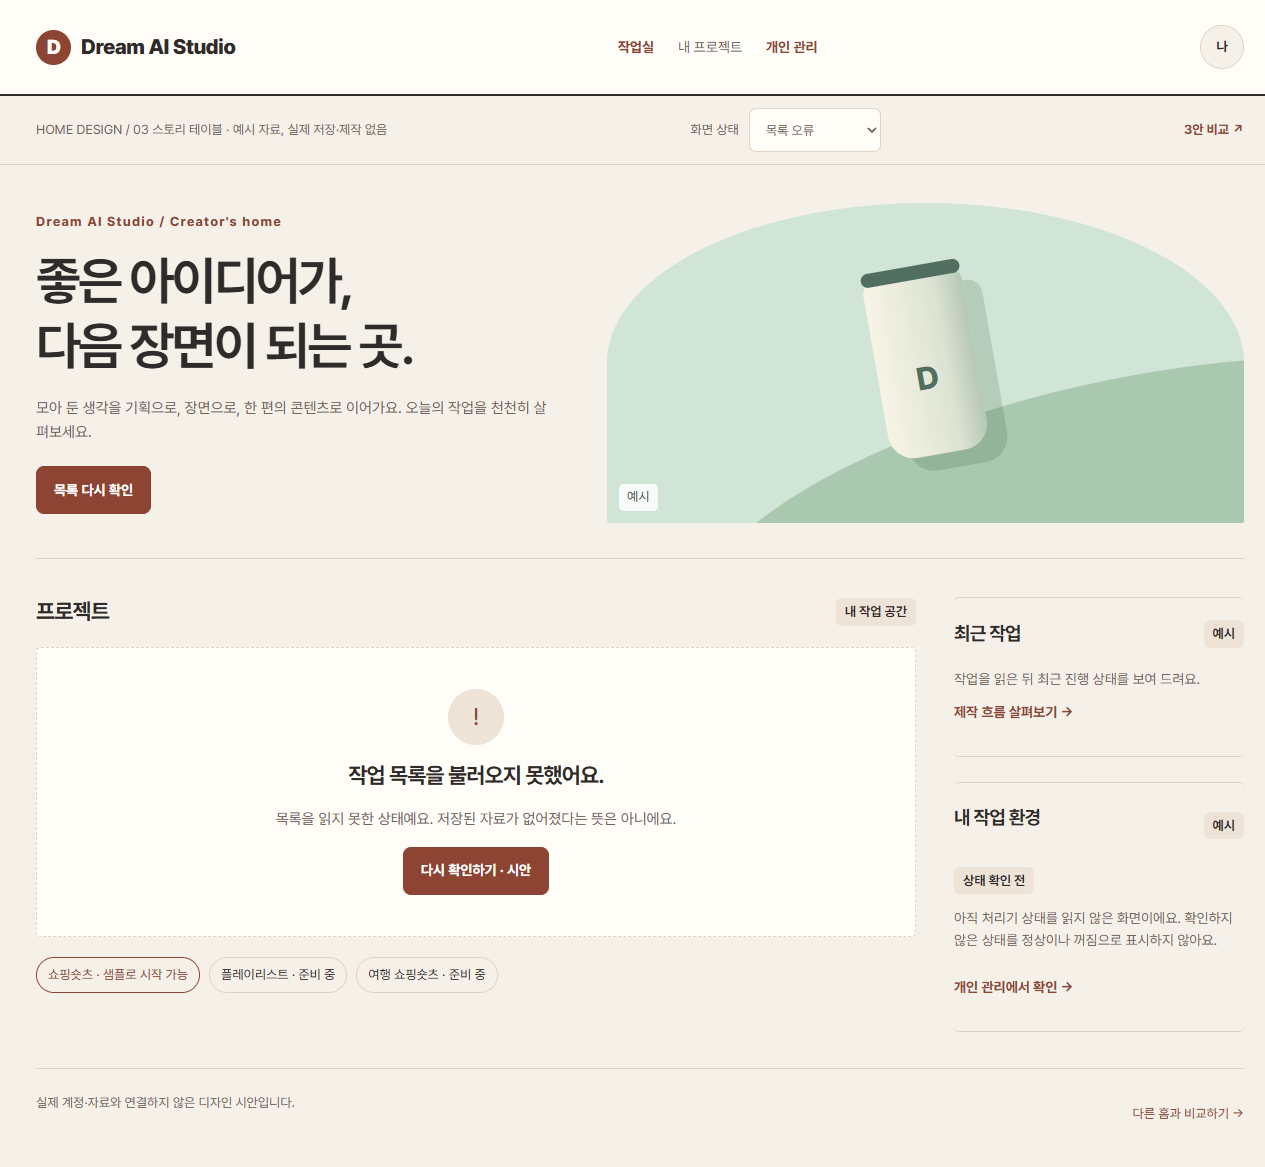 D Dream AI Studio
작업실 내 프로젝트 개인 관리
나
HOME DESIGN / 03 스토리 테이블 · 예시 자료, 실제 저장·제작 없음
화면 상태 목록 오류
3안 비교 ↗
Dream AI Studio / Creator's home
좋은 아이디어가,
다음 장면이 되는 곳.
모아 둔 생각을 기획으로, 장면으로, 한 편의 콘텐츠로 이어가요. 오늘의 작업을 천천히 살
펴보세요.
목록 다시 확인
D
예시
프로젝트
내 작업 공간
!
작업 목록을 불러오지 못했어요.
목록을 읽지 못한 상태예요. 저장된 자료가 없어졌다는 뜻은 아니에요.
다시 확인하기 · 시안
쇼핑숏츠 · 샘플로 시작 가능
플레이리스트 · 준비 중
여행 쇼핑숏츠 · 준비 중
최근 작업
예시
작업을 읽은 뒤 최근 진행 상태를 보여 드려요.
제작 흐름 살펴보기 →
내 작업 환경
예시
상태 확인 전
아직 처리기 상태를 읽지 않은 화면이에요. 확인하지
않은 상태를 정상이나 꺼짐으로 표시하지 않아요.
개인 관리에서 확인 →
실제 계정·자료와 연결하지 않은 디자인 시안입니다.
다른 홈과 비교하기 →